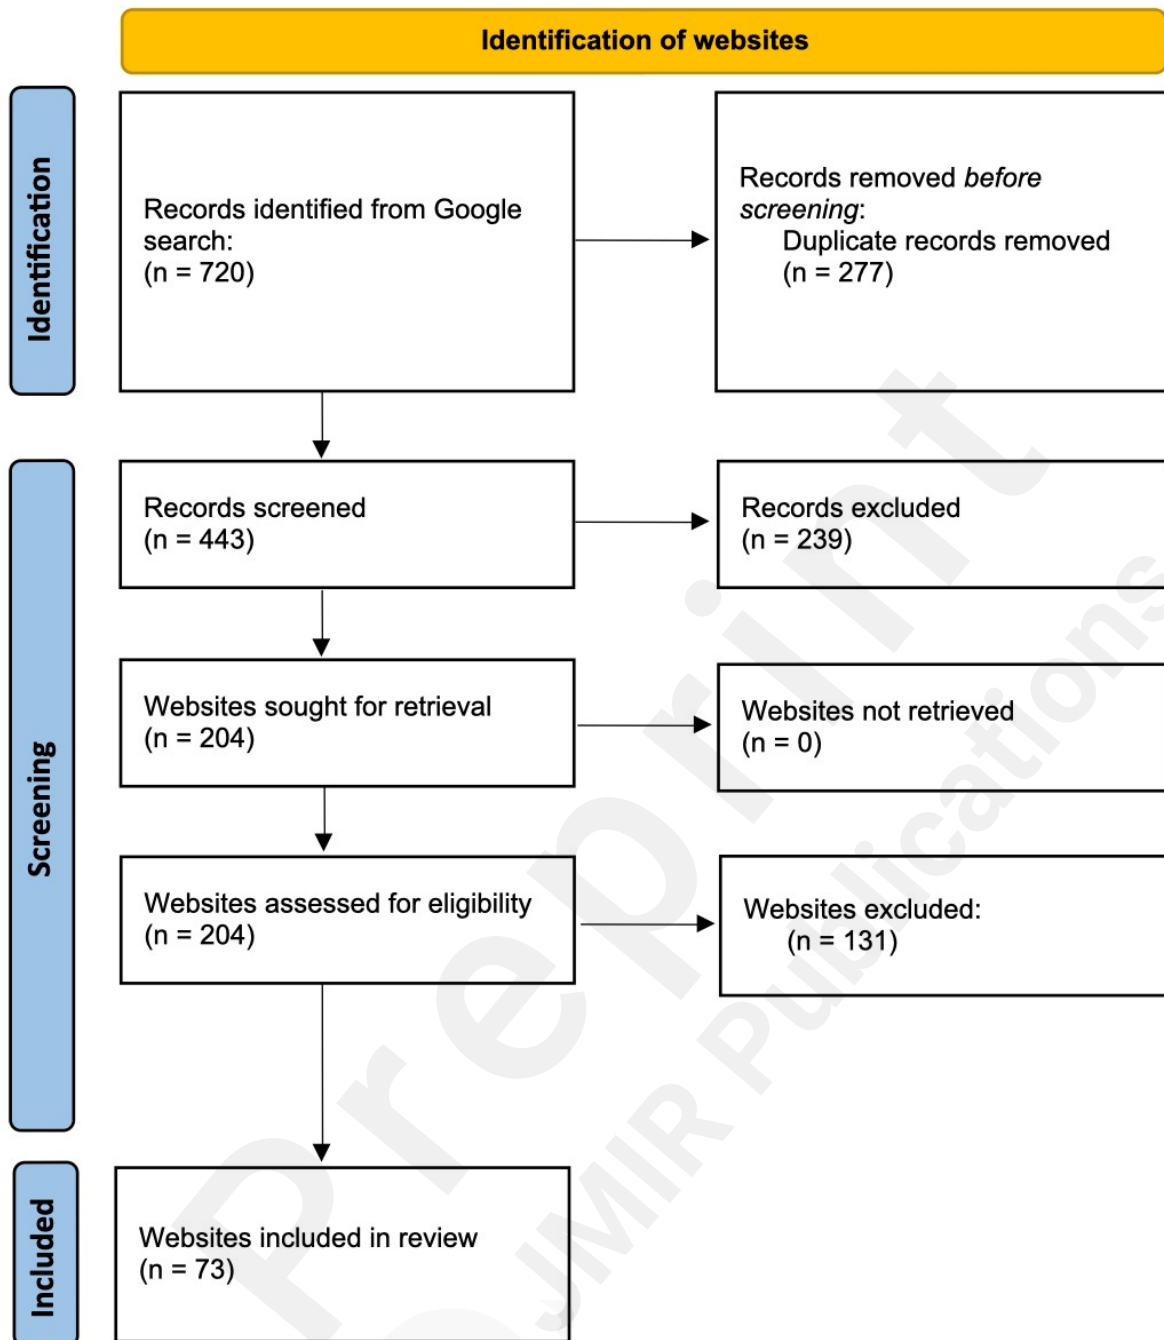 Identification of websites
Identification
Records identified from Google
search:
(n = 720)
Records removed before
screening:
Duplicate records removed
(n = 277)
Screening
Records screened
(n = 443)
Records excluded
(n = 239)
Websites sought for retrieval
(n = 204)
Websites not retrieved
(n = 0)
Websites assessed for eligibility
(n = 204)
Websites excluded:
(n = 131)
Included
Websites included in review
(n = 73)
Preprint
JMIR Publications